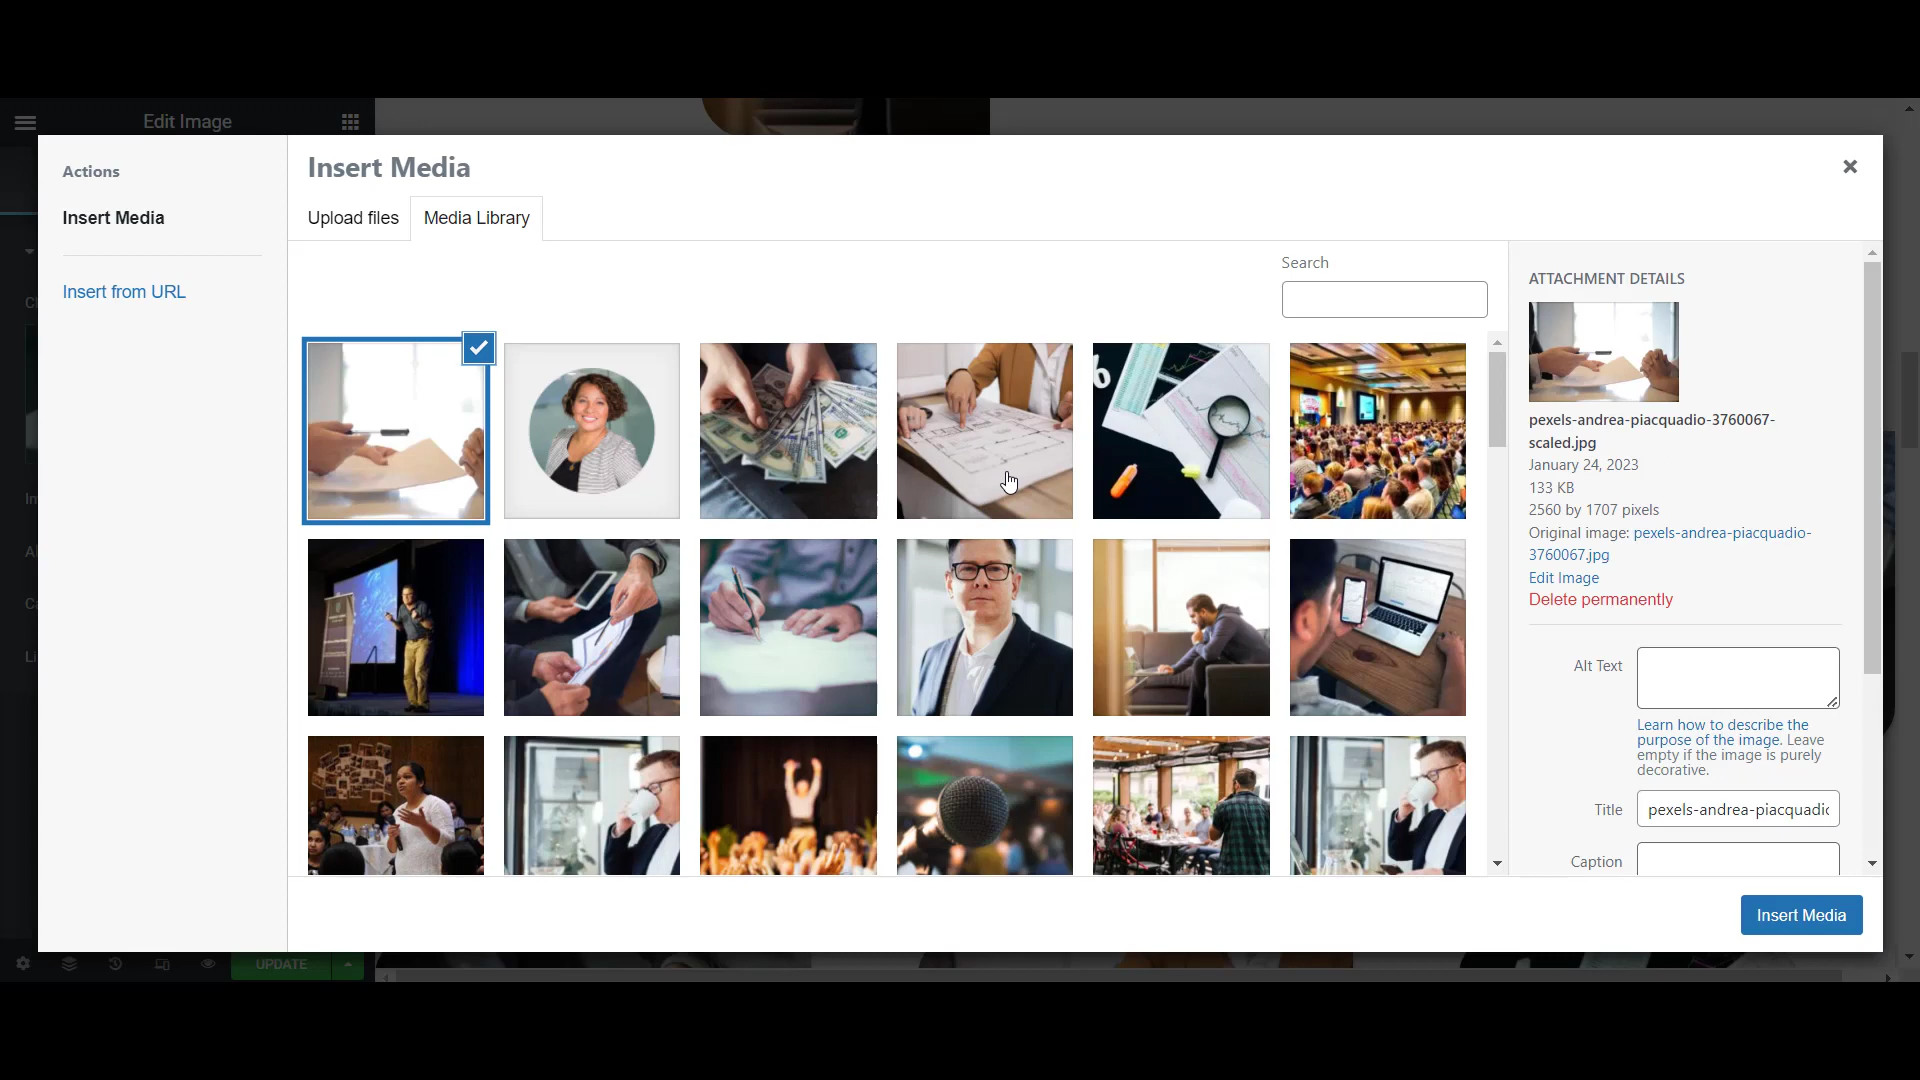 Edit Image
Actions
Insert Media
Insert from URL
Insert Media
Upload files
Media Library
Search
%
ATTACHMENT DETAILS
pexels-andrea-piacquadio-3760067-
scaled.jpg
January 24, 2023
133 KB
2560 by 1707 pixels
Original image: pexels-andrea-piacquadio-
3760067.jpg
Edit Image
Delete permanently
Alt Text
Learn how to describe the
purpose of the image. Leave
empty if the image is purely
decorative.
Title
pexels-andrea-piacquadic
Caption
Insert Media
UPDATE